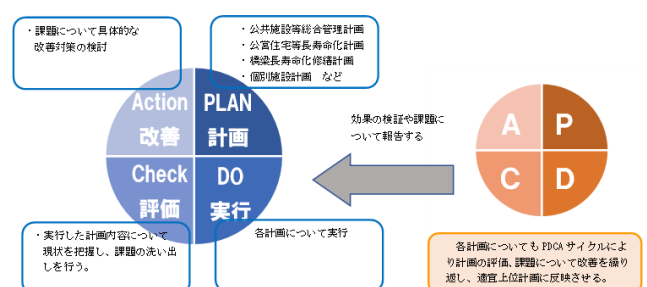 ・課題について具体的な
改善対策の検討
・公共施設等総合管理計画
・公営住宅等長寿命化計画
・橋梁長寿命化修繕計画
・個別施設計画　など
Action
改善
PLAN
計画
Check
評価
DO
実行
・実行した計画内容について
現状を把握し、課題の洗い出
しを行う。
各計画について実行
効果の検証や課題に
ついて報告する
A
P
C
D
各計画についても PDCA サイクルによ
り計画の評価、課題について改善を繰り
返し、適宜上位計画に反映させる。